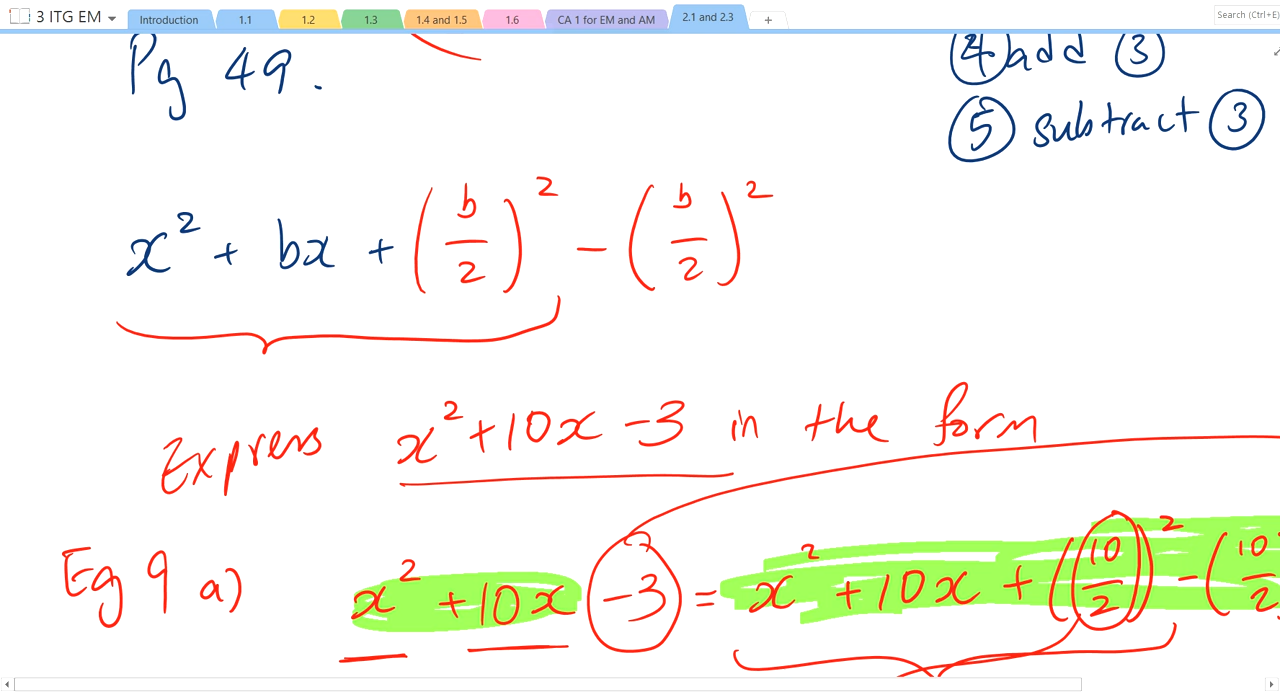 3 ITG EM
Introduction 1.1 1.2 1.3 1.4 and 1.5 1.6 CA 1 for EM and AM 2.1 and 2.3 +
Search (Ctrl+E)
Pg 49.
④ add ③
⑤ subtract ③
x² + bx + (b/2)² − (b/2)²
Express x² + 10x − 3 in the form
Eg 9 a) x² + 10x − 3 = x² + 10x + (10/2)² − (10/2